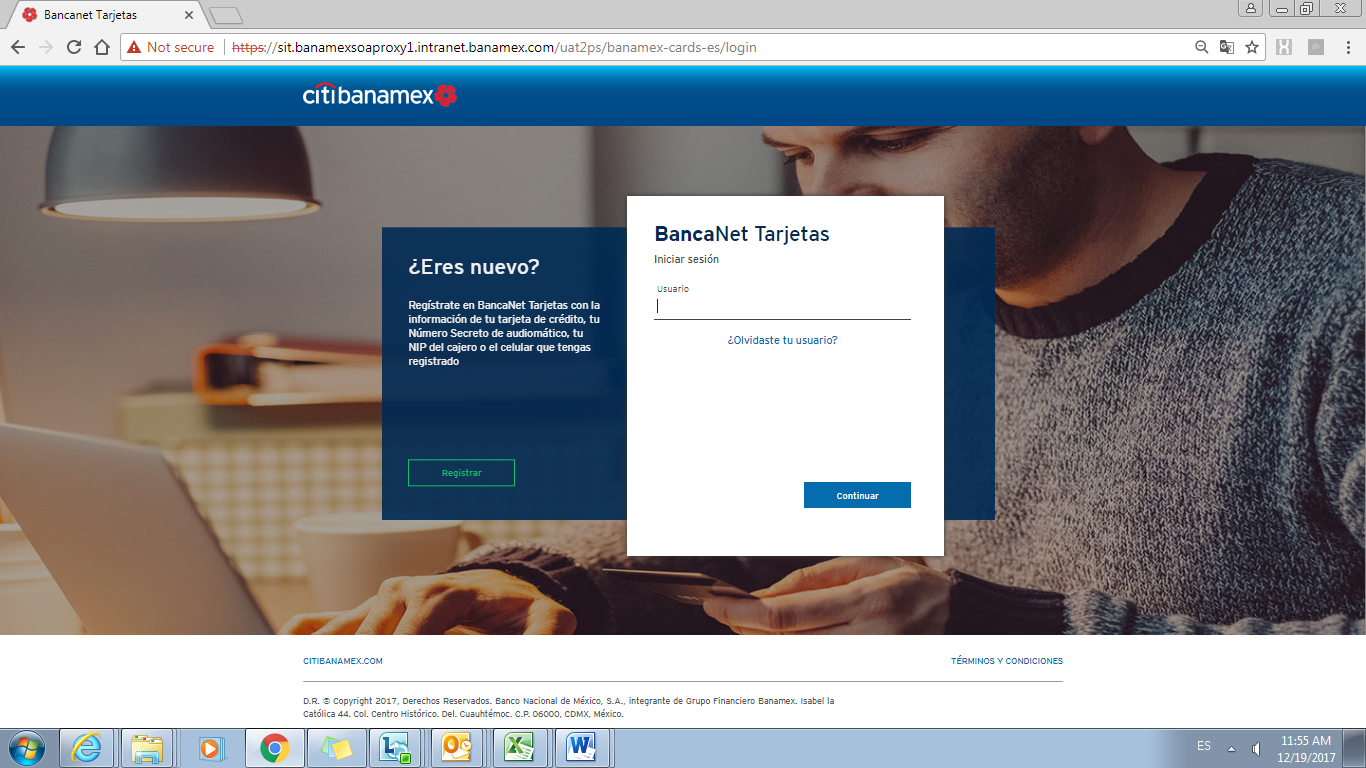 Bancanet Tarjetas
Not secure
https://sit.banamexsoaproxy1.intranet.banamex.com/uat2ps/banamex-cards-es/login
citibanamex
¿Eres nuevo?
Regístrate en BancaNet Tarjetas con la
información de tu tarjeta de crédito, tu
Número Secreto de audiomático, tu
NIP del cajero o el celular que tengas
registrado
Registrar
BancaNet Tarjetas
Iniciar sesión
Usuario
¿Olvidaste tu usuario?
Continuar
CITIBANAMEX.COM
TÉRMINOS Y CONDICIONES
D.R. © Copyright 2017, Derechos Reservados. Banco Nacional de México, S.A., integrante de Grupo Financiero Banamex. Isabel la
Católica 44. Col. Centro Histórico. Del. Cuauhtémoc. C.P. 06000, CDMX, México.
ES
11:55 AM
12/19/2017